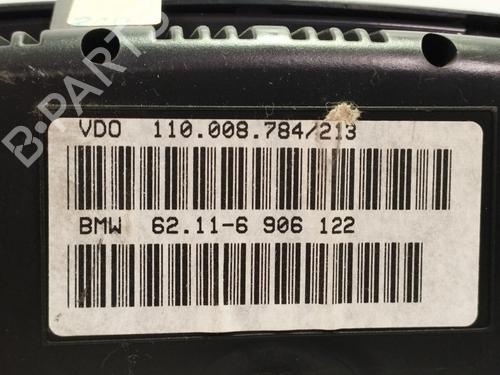 B-PARTS
VDO 110.008.784/213
BMW 62.11-6 906 122